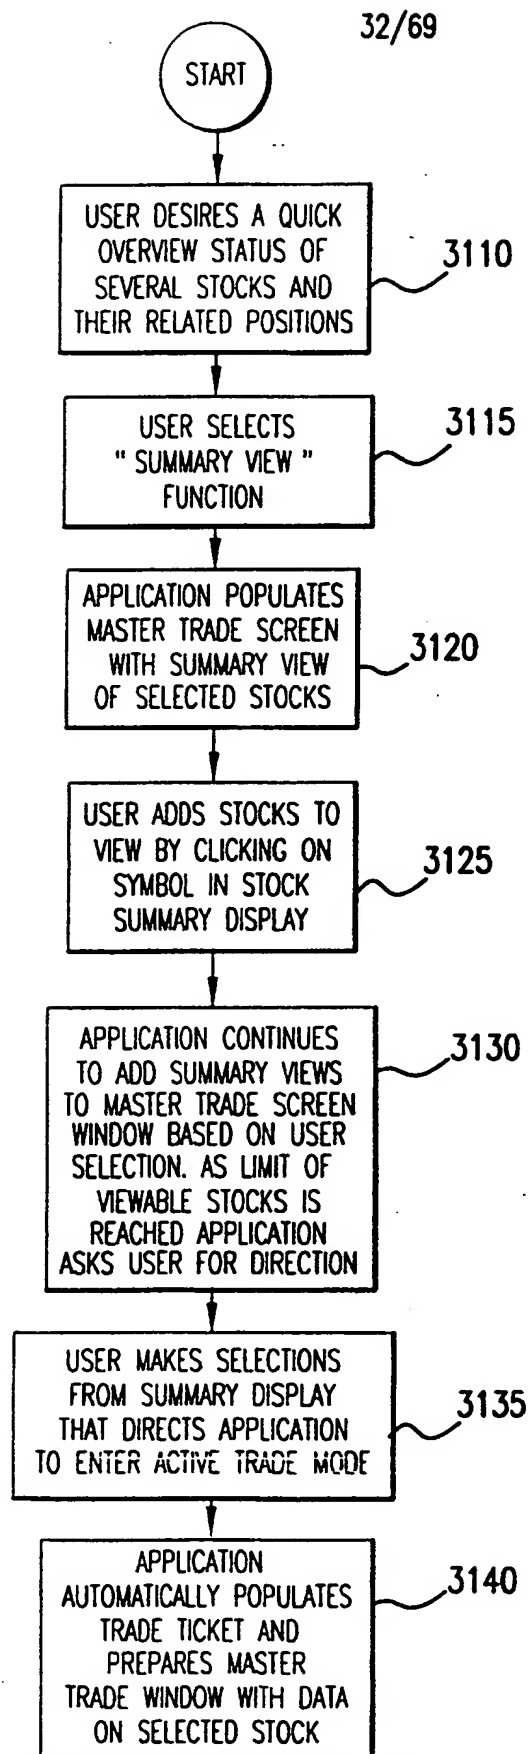 32/69
START
USER DESIRES A QUICK
OVERVIEW STATUS OF
SEVERAL STOCKS AND
THEIR RELATED POSITIONS
3110
USER SELECTS
" SUMMARY VIEW "
FUNCTION
3115
APPLICATION POPULATES
MASTER TRADE SCREEN
WITH SUMMARY VIEW
OF SELECTED STOCKS
3120
USER ADDS STOCKS TO
VIEW BY CLICKING ON
SYMBOL IN STOCK
SUMMARY DISPLAY
3125
APPLICATION CONTINUES
TO ADD SUMMARY VIEWS
TO MASTER TRADE SCREEN
WINDOW BASED ON USER
SELECTION. AS LIMIT OF
VIEWABLE STOCKS IS
REACHED APPLICATION
ASKS USER FOR DIRECTION
3130
USER MAKES SELECTIONS
FROM SUMMARY DISPLAY
THAT DIRECTS APPLICATION
TO ENTER ACTIVE TRADE MODE
3135
APPLICATION
AUTOMATICALLY POPULATES
TRADE TICKET AND
PREPARES MASTER
TRADE WINDOW WITH DATA
ON SELECTED STOCK
3140